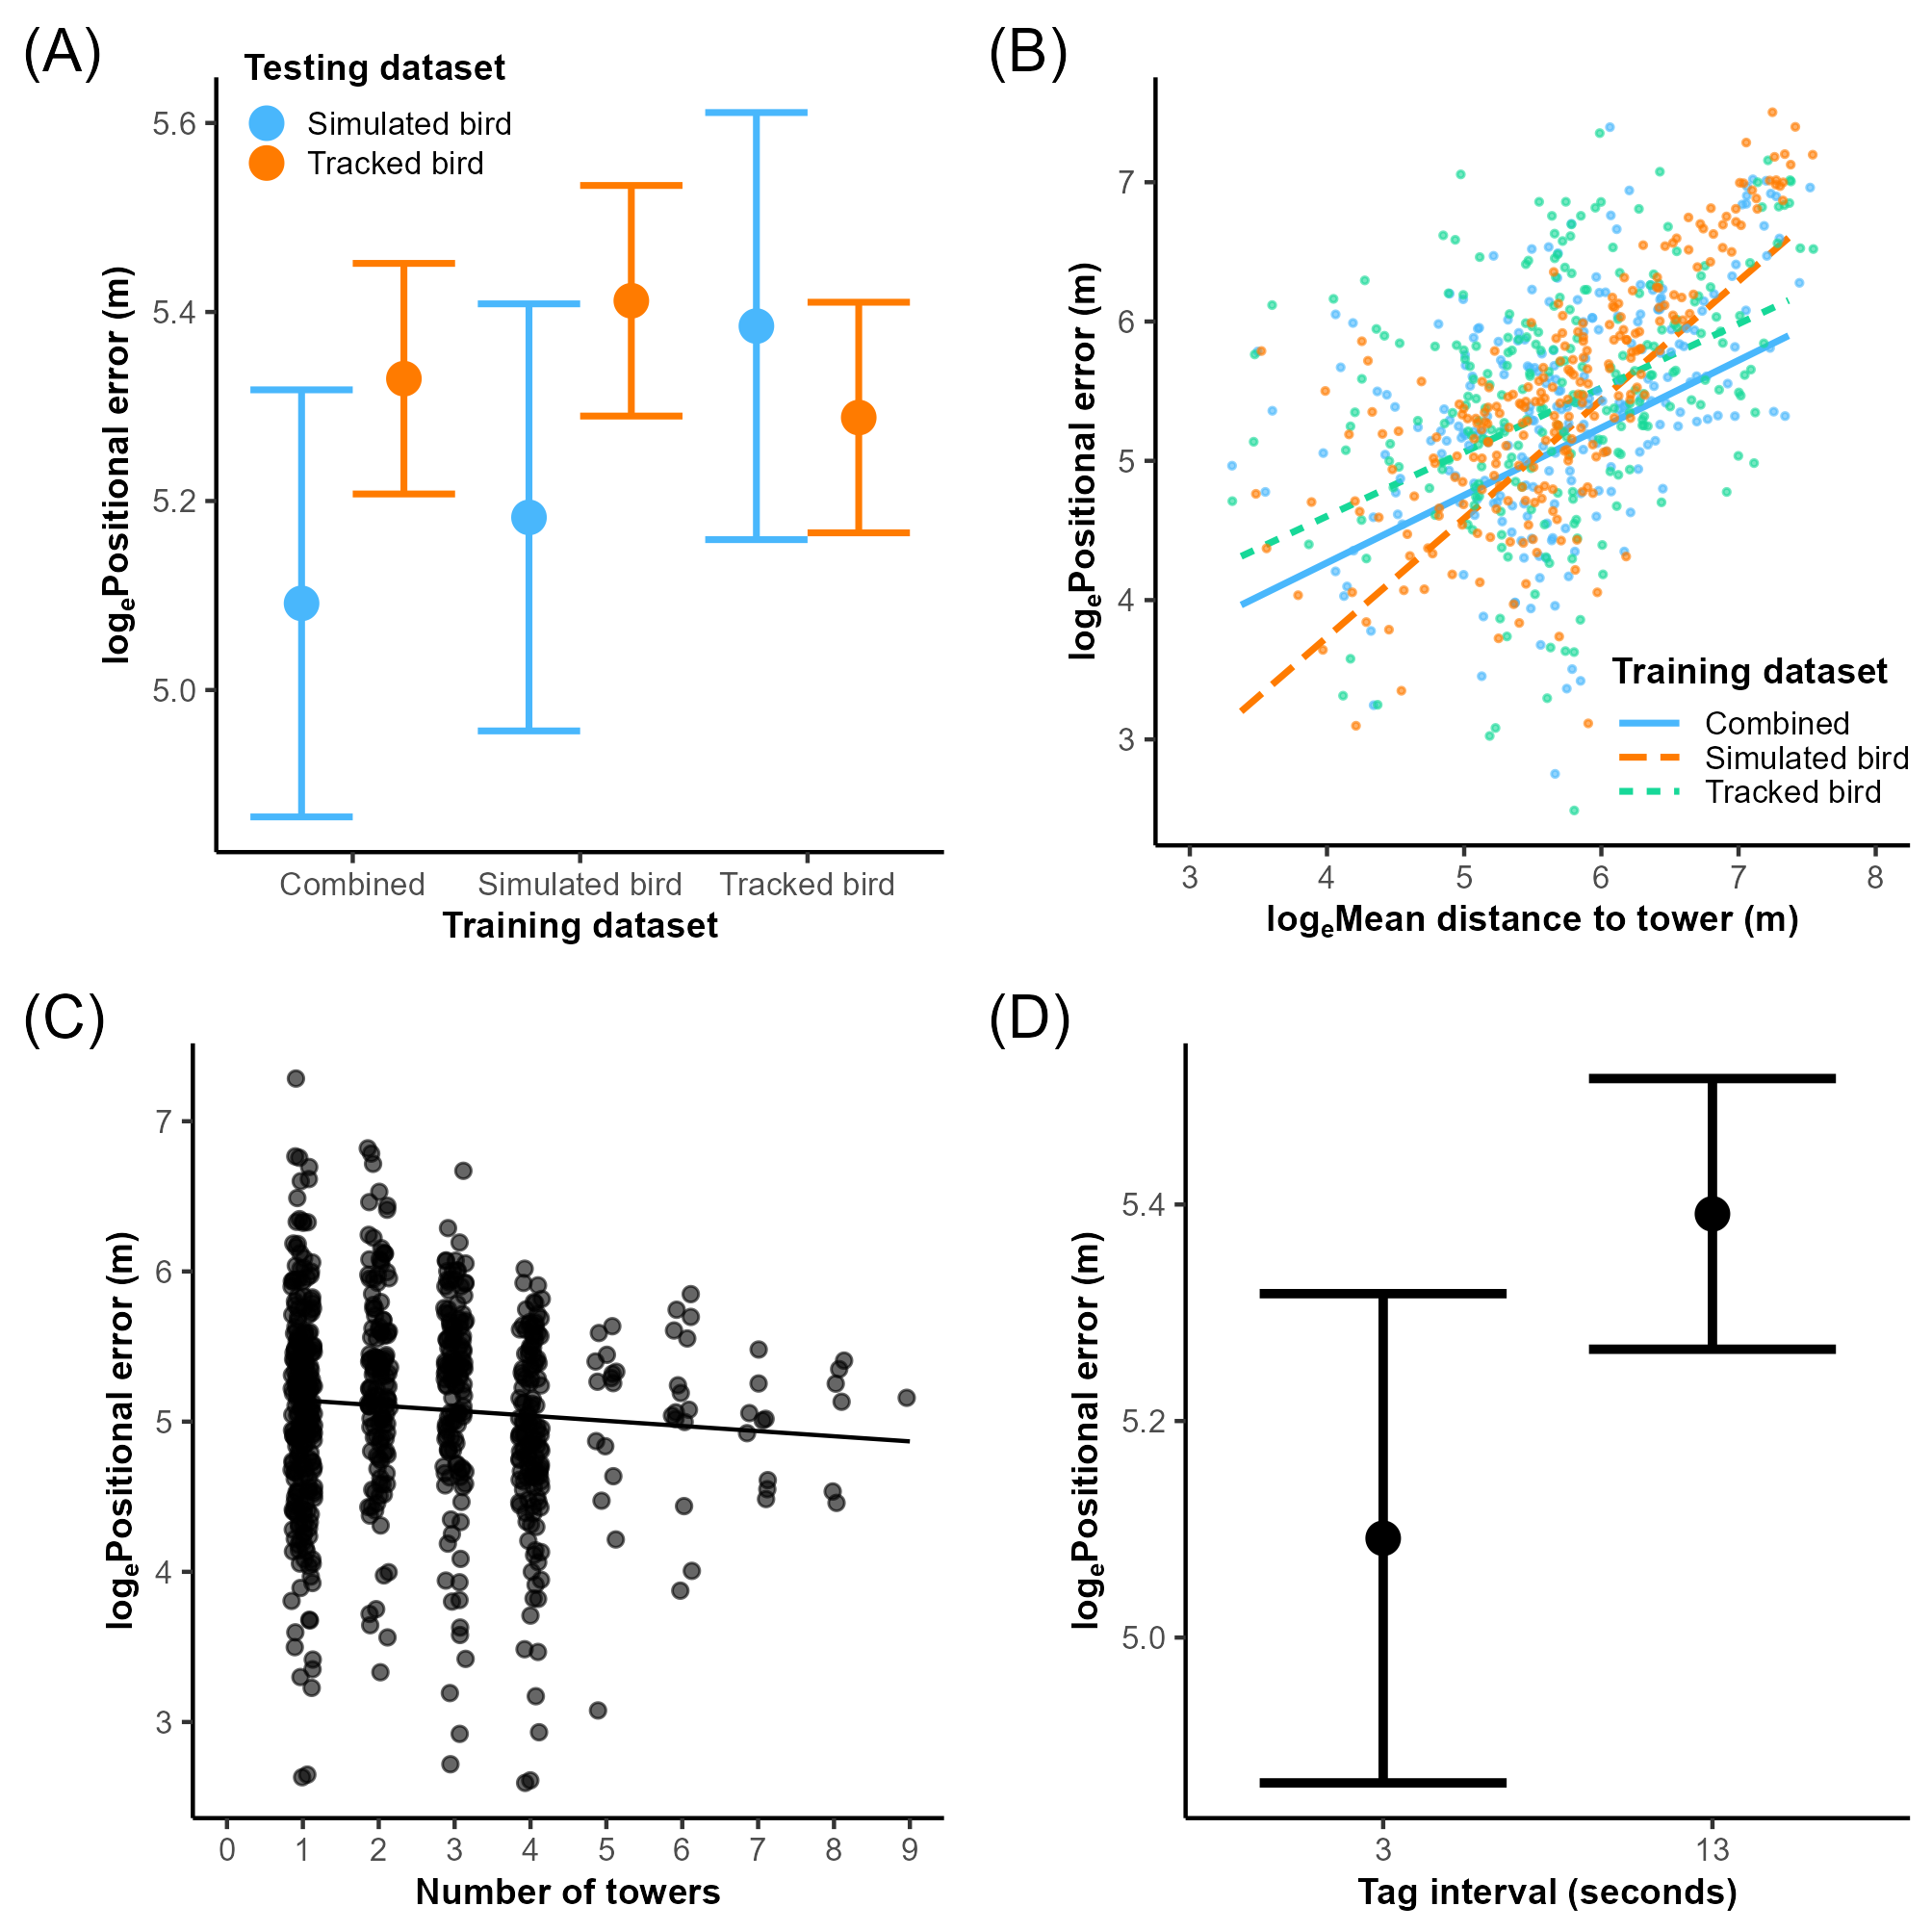 (A)
Testing dataset
Simulated bird
Tracked bird
5.6
5.4
5.2
5.0
logePositional error (m)
Combined Simulated bird Tracked bird
Training dataset
(B)
7
6
5
4
3
logePositional error (m)
Training dataset
Combined
Simulated bird
Tracked bird
3 4 5 6 7 8
logeMean distance to tower (m)
(C)
7
6
5
4
3
logePositional error (m)
0 1 2 3 4 5 6 7 8 9
Number of towers
(D)
5.4
5.2
5.0
logePositional error (m)
3 13
Tag interval (seconds)